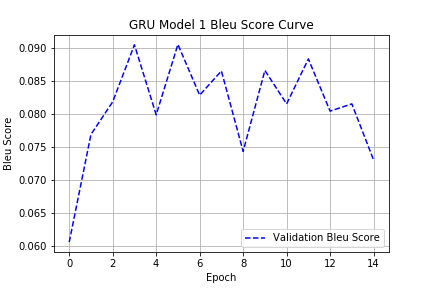 GRU Model 1 Bleu Score Curve
0.090
0.085
0.080
0.075
0.070
0.065
0.060
Bleu Score
Validation Bleu Score
0 2 4 6 8 10 12 14
Epoch